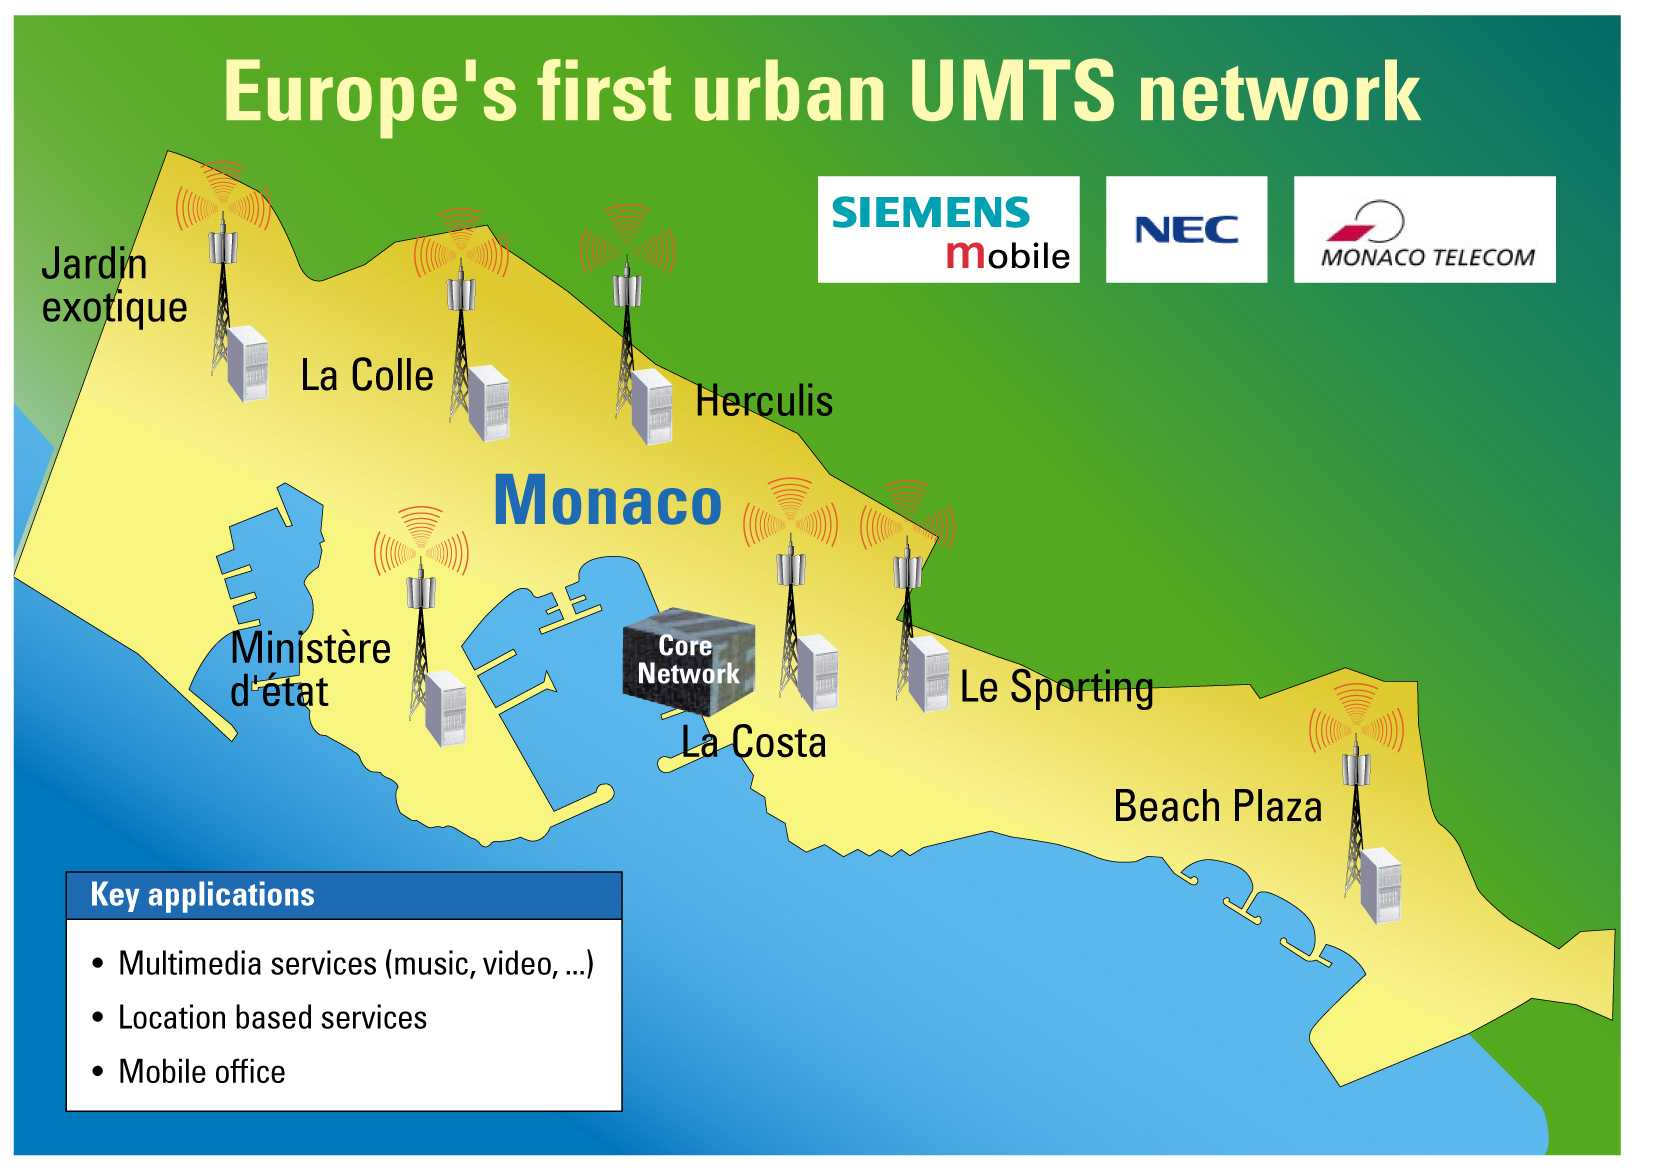 Europe's first urban UMTS network
SIEMENS
mobile
NEC
MONACO TELECOM
Jardin
exotique
La Colle
Herculis
Monaco
Ministère
d'état
Core
Network
La Costa
Le Sporting
Beach Plaza
Key applications
• Multimedia services (music, video, ...)
• Location based services
• Mobile office